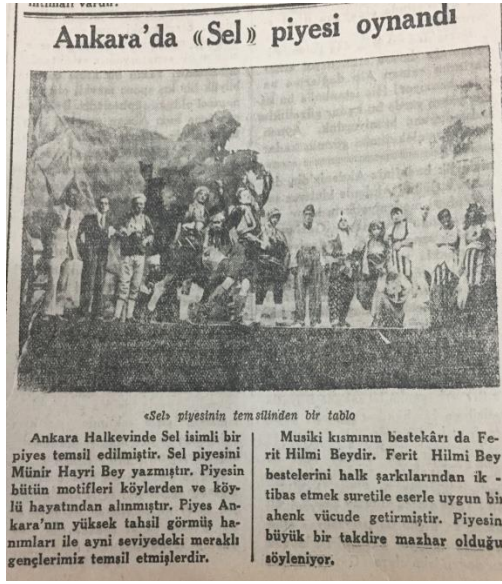 Ankara'da «Sel» piyesi oynandı
«Sel» piyesinin temsilinden bir tablo
Ankara Halkevinde Sel isimli bir
piyes temsil edilmiştir. Sel piyesini
Münir Hayri Bey yazmıştır. Piyesin
bütün motifleri köylerden ve köy-
lü hayatından alınmıştır. Piyes An-
kara'nın yüksek tahsil görmüş ha-
nımları ile ayni seviyedeki meraklı
gençlerimiz temsil etmişlerdir.
Musiki kısmının bestekârı da Fe-
rit Hilmi Beydir. Ferit Hilmi Bey
bestelerini halk şarkılarından ik -
tibas etmek suretile eserle uygun bir
ahenk vücude getirmiştir. Piyesin
büyük bir takdire mazhar olduğu
söyleniyor.